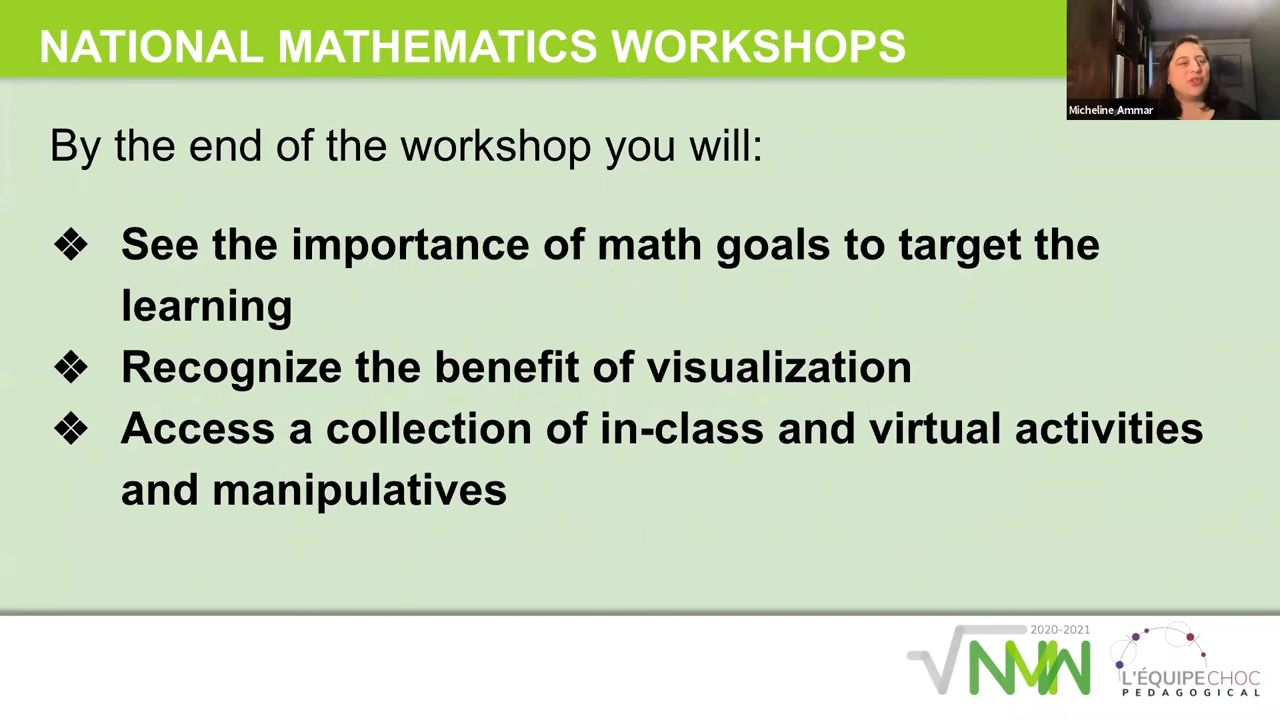 NATIONAL MATHEMATICS WORKSHOPS
Micheline Ammar
By the end of the workshop you will:
❖ See the importance of math goals to target the
learning
❖ Recognize the benefit of visualization
❖ Access a collection of in-class and virtual activities
and manipulatives
2020-2021
√NMW
L'ÉQUIPECHOC
PEDAGOGICAL